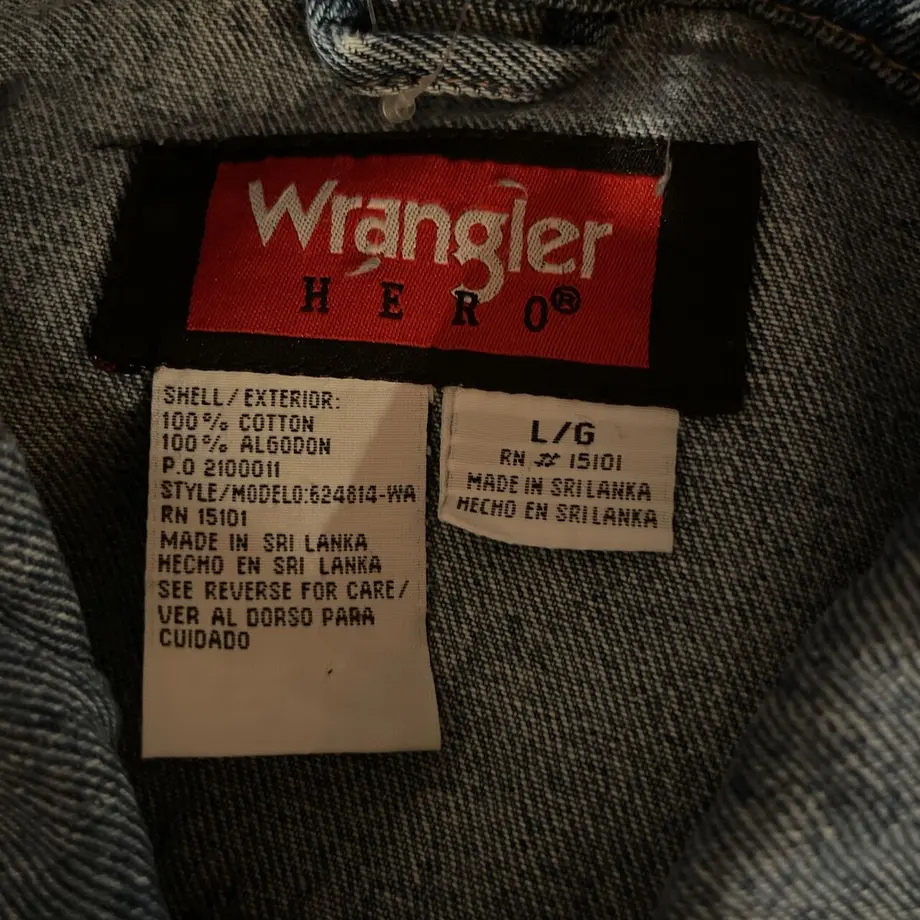 Wrangler
HERO®
SHELL/EXTERIOR:
100% COTTON
100% ALGODON
P.O 2100011
STYLE/MODELO:624814-WA
RN 15101
MADE IN SRI LANKA
HECHO EN SRI LANKA
SEE REVERSE FOR CARE/
VER AL DORSO PARA
CUIDADO
L/G
RN # 15101
MADE IN SRI LANKA
HECHO EN SRI LANKA